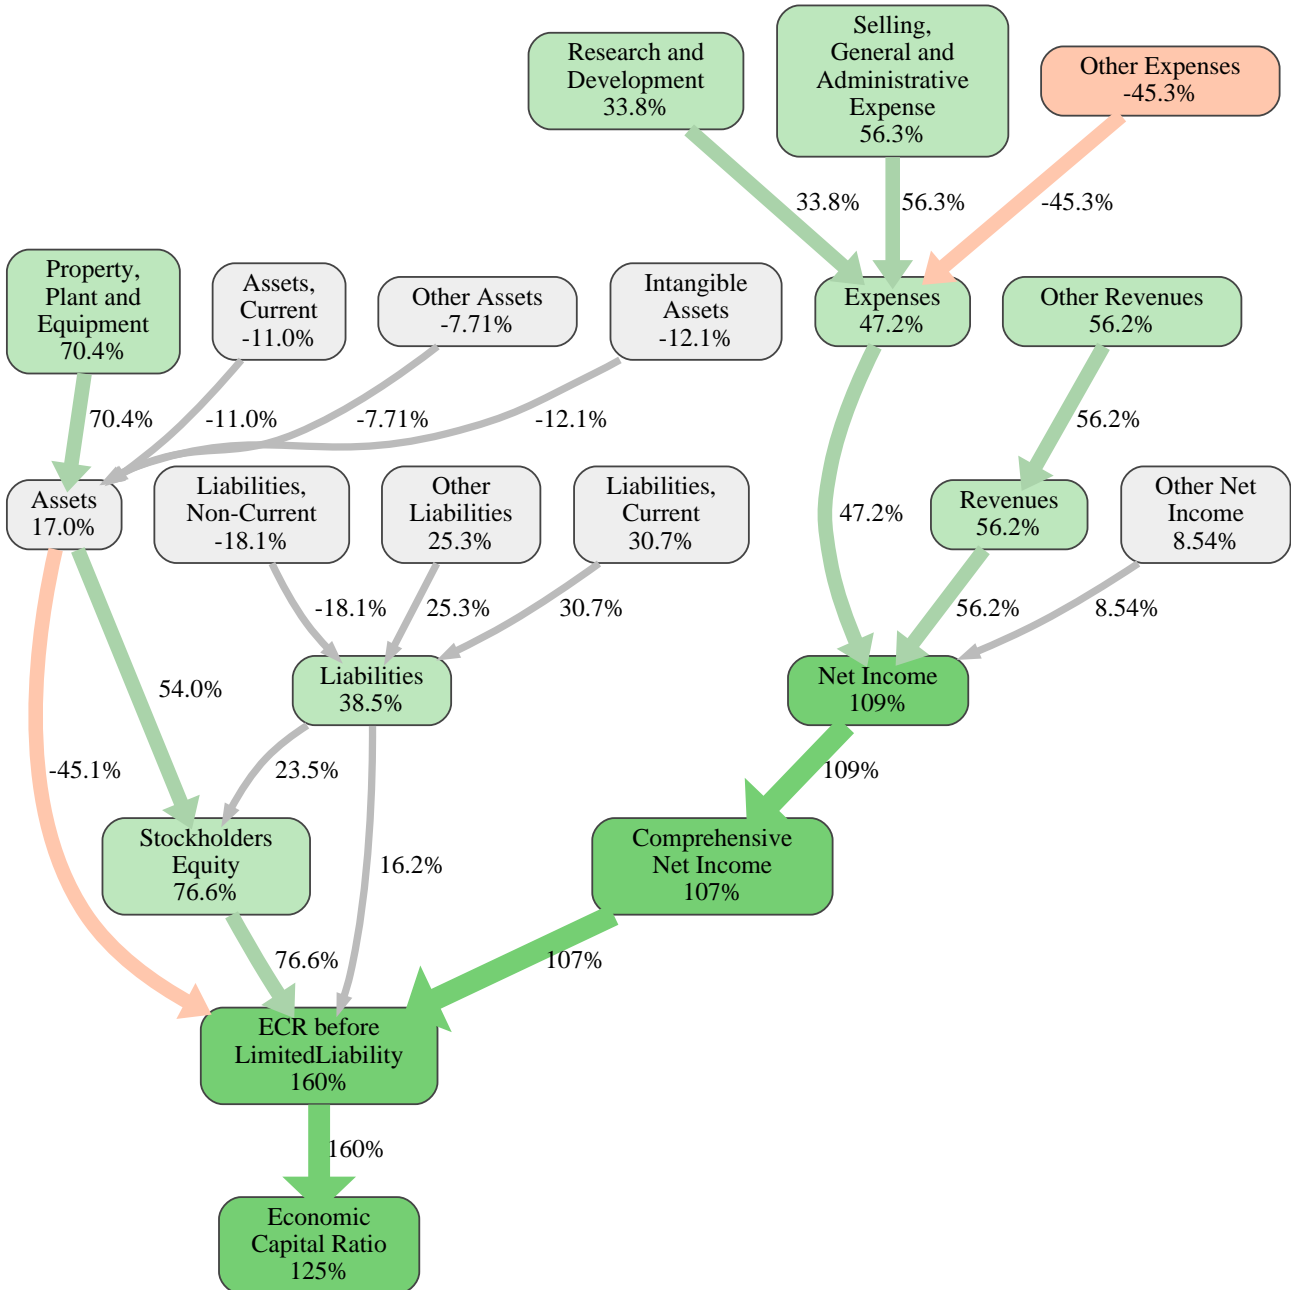 Research and
Development
33.8%
Selling,
General and
Administrative
Expense
56.3%
Other Expenses
-45.3%
33.8%
56.3%
-45.3%
Property,
Plant and
Equipment
70.4%
Assets,
Current
-11.0%
Other Assets
-7.71%
Intangible
Assets
-12.1%
Expenses
47.2%
Other Revenues
56.2%
70.4%
-11.0%
-7.71%
-12.1%
56.2%
Assets
17.0%
Liabilities,
Non-Current
-18.1%
Other
Liabilities
25.3%
Liabilities,
Current
30.7%
47.2%
Revenues
56.2%
Other Net
Income
8.54%
-18.1%
25.3%
30.7%
56.2%
8.54%
54.0%
Liabilities
38.5%
Net Income
109%
-45.1%
23.5%
109%
Stockholders
Equity
76.6%
16.2%
Comprehensive
Net Income
107%
76.6%
107%
ECR before
LimitedLiability
160%
160%
Economic
Capital Ratio
125%